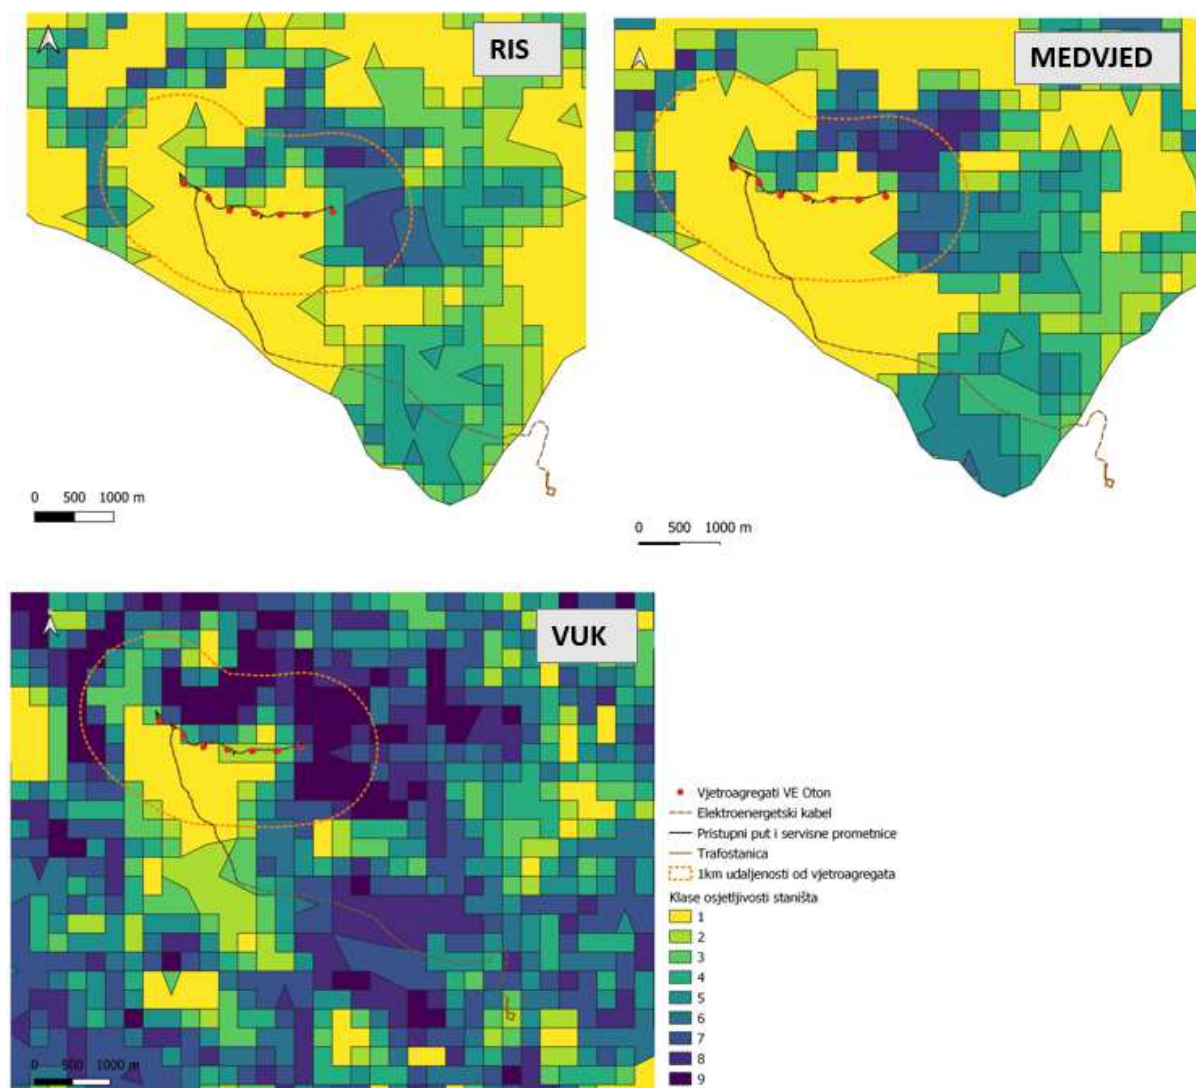 RIS
MEDVJED
0 500 1000 m
0 500 1000 m
VUK
0 500 1000 m
Vjetroagregati VE Oton
Elektroenergetski kabel
Pristupni put i servisne prometnice
Trafostanica
1km udaljenosti od vjetroagregata
Klase osjetljivosti staništa
1
2
3
4
5
6
7
8
9